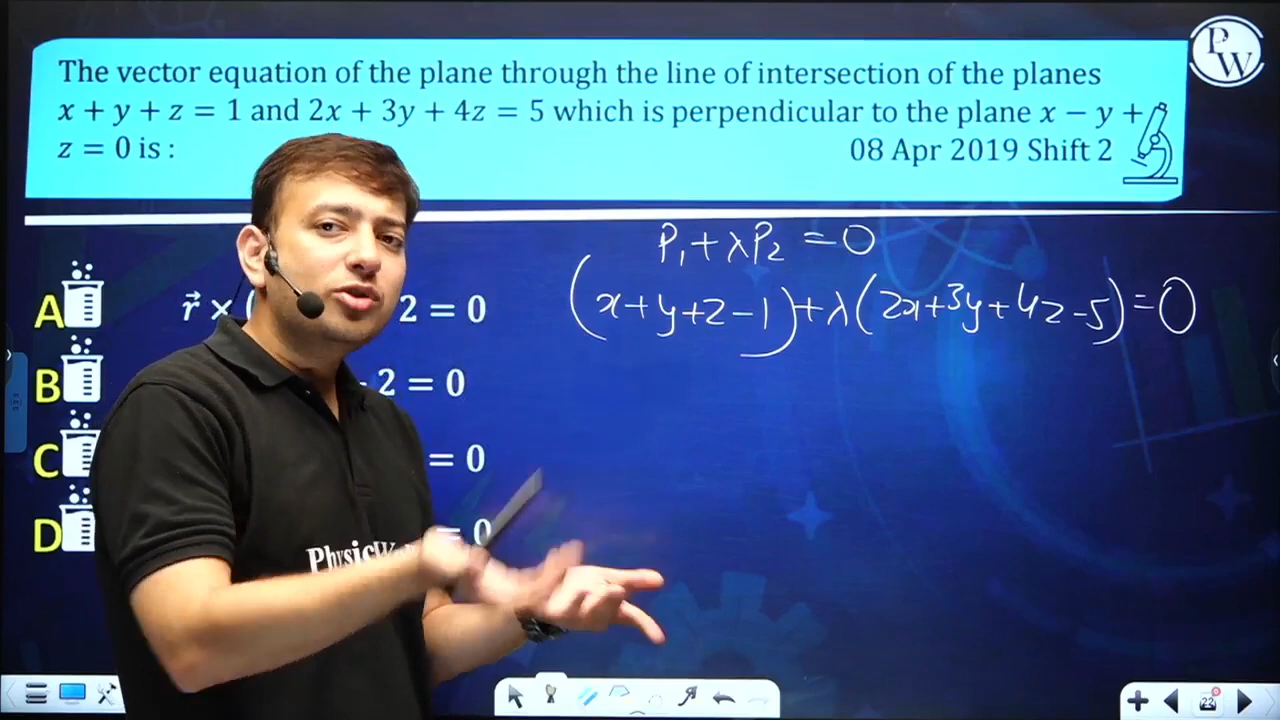 The vector equation of the plane through the line of intersection of the planes
x + y + z = 1 and 2x + 3y + 4z = 5 which is perpendicular to the plane x − y +
z = 0 is :
08 Apr 2019 Shift 2
PW
P₁ + λP₂ = 0
(x+y+z−1)+λ(2x+3y+4z−5)=0
A r⃗ × ( 2 = 0
B - 2 = 0
C = 0
D = 0
22